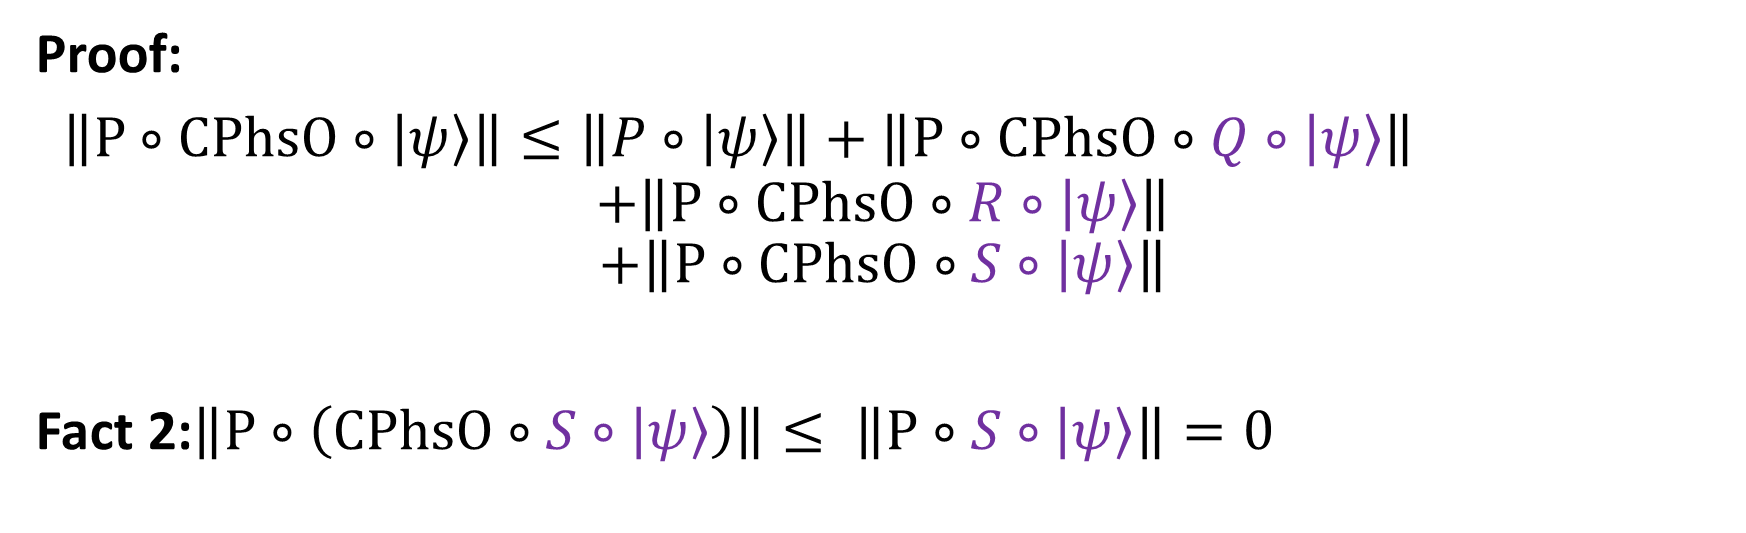 Proof:
‖P ∘ CPhsO ∘ |ψ⟩‖ ≤ ‖P ∘ |ψ⟩‖ + ‖P ∘ CPhsO ∘ Q ∘ |ψ⟩‖
+‖P ∘ CPhsO ∘ R ∘ |ψ⟩‖
+‖P ∘ CPhsO ∘ S ∘ |ψ⟩‖
Fact 2:‖P ∘ (CPhsO ∘ S ∘ |ψ⟩)‖ ≤ ‖P ∘ S ∘ |ψ⟩‖ = 0